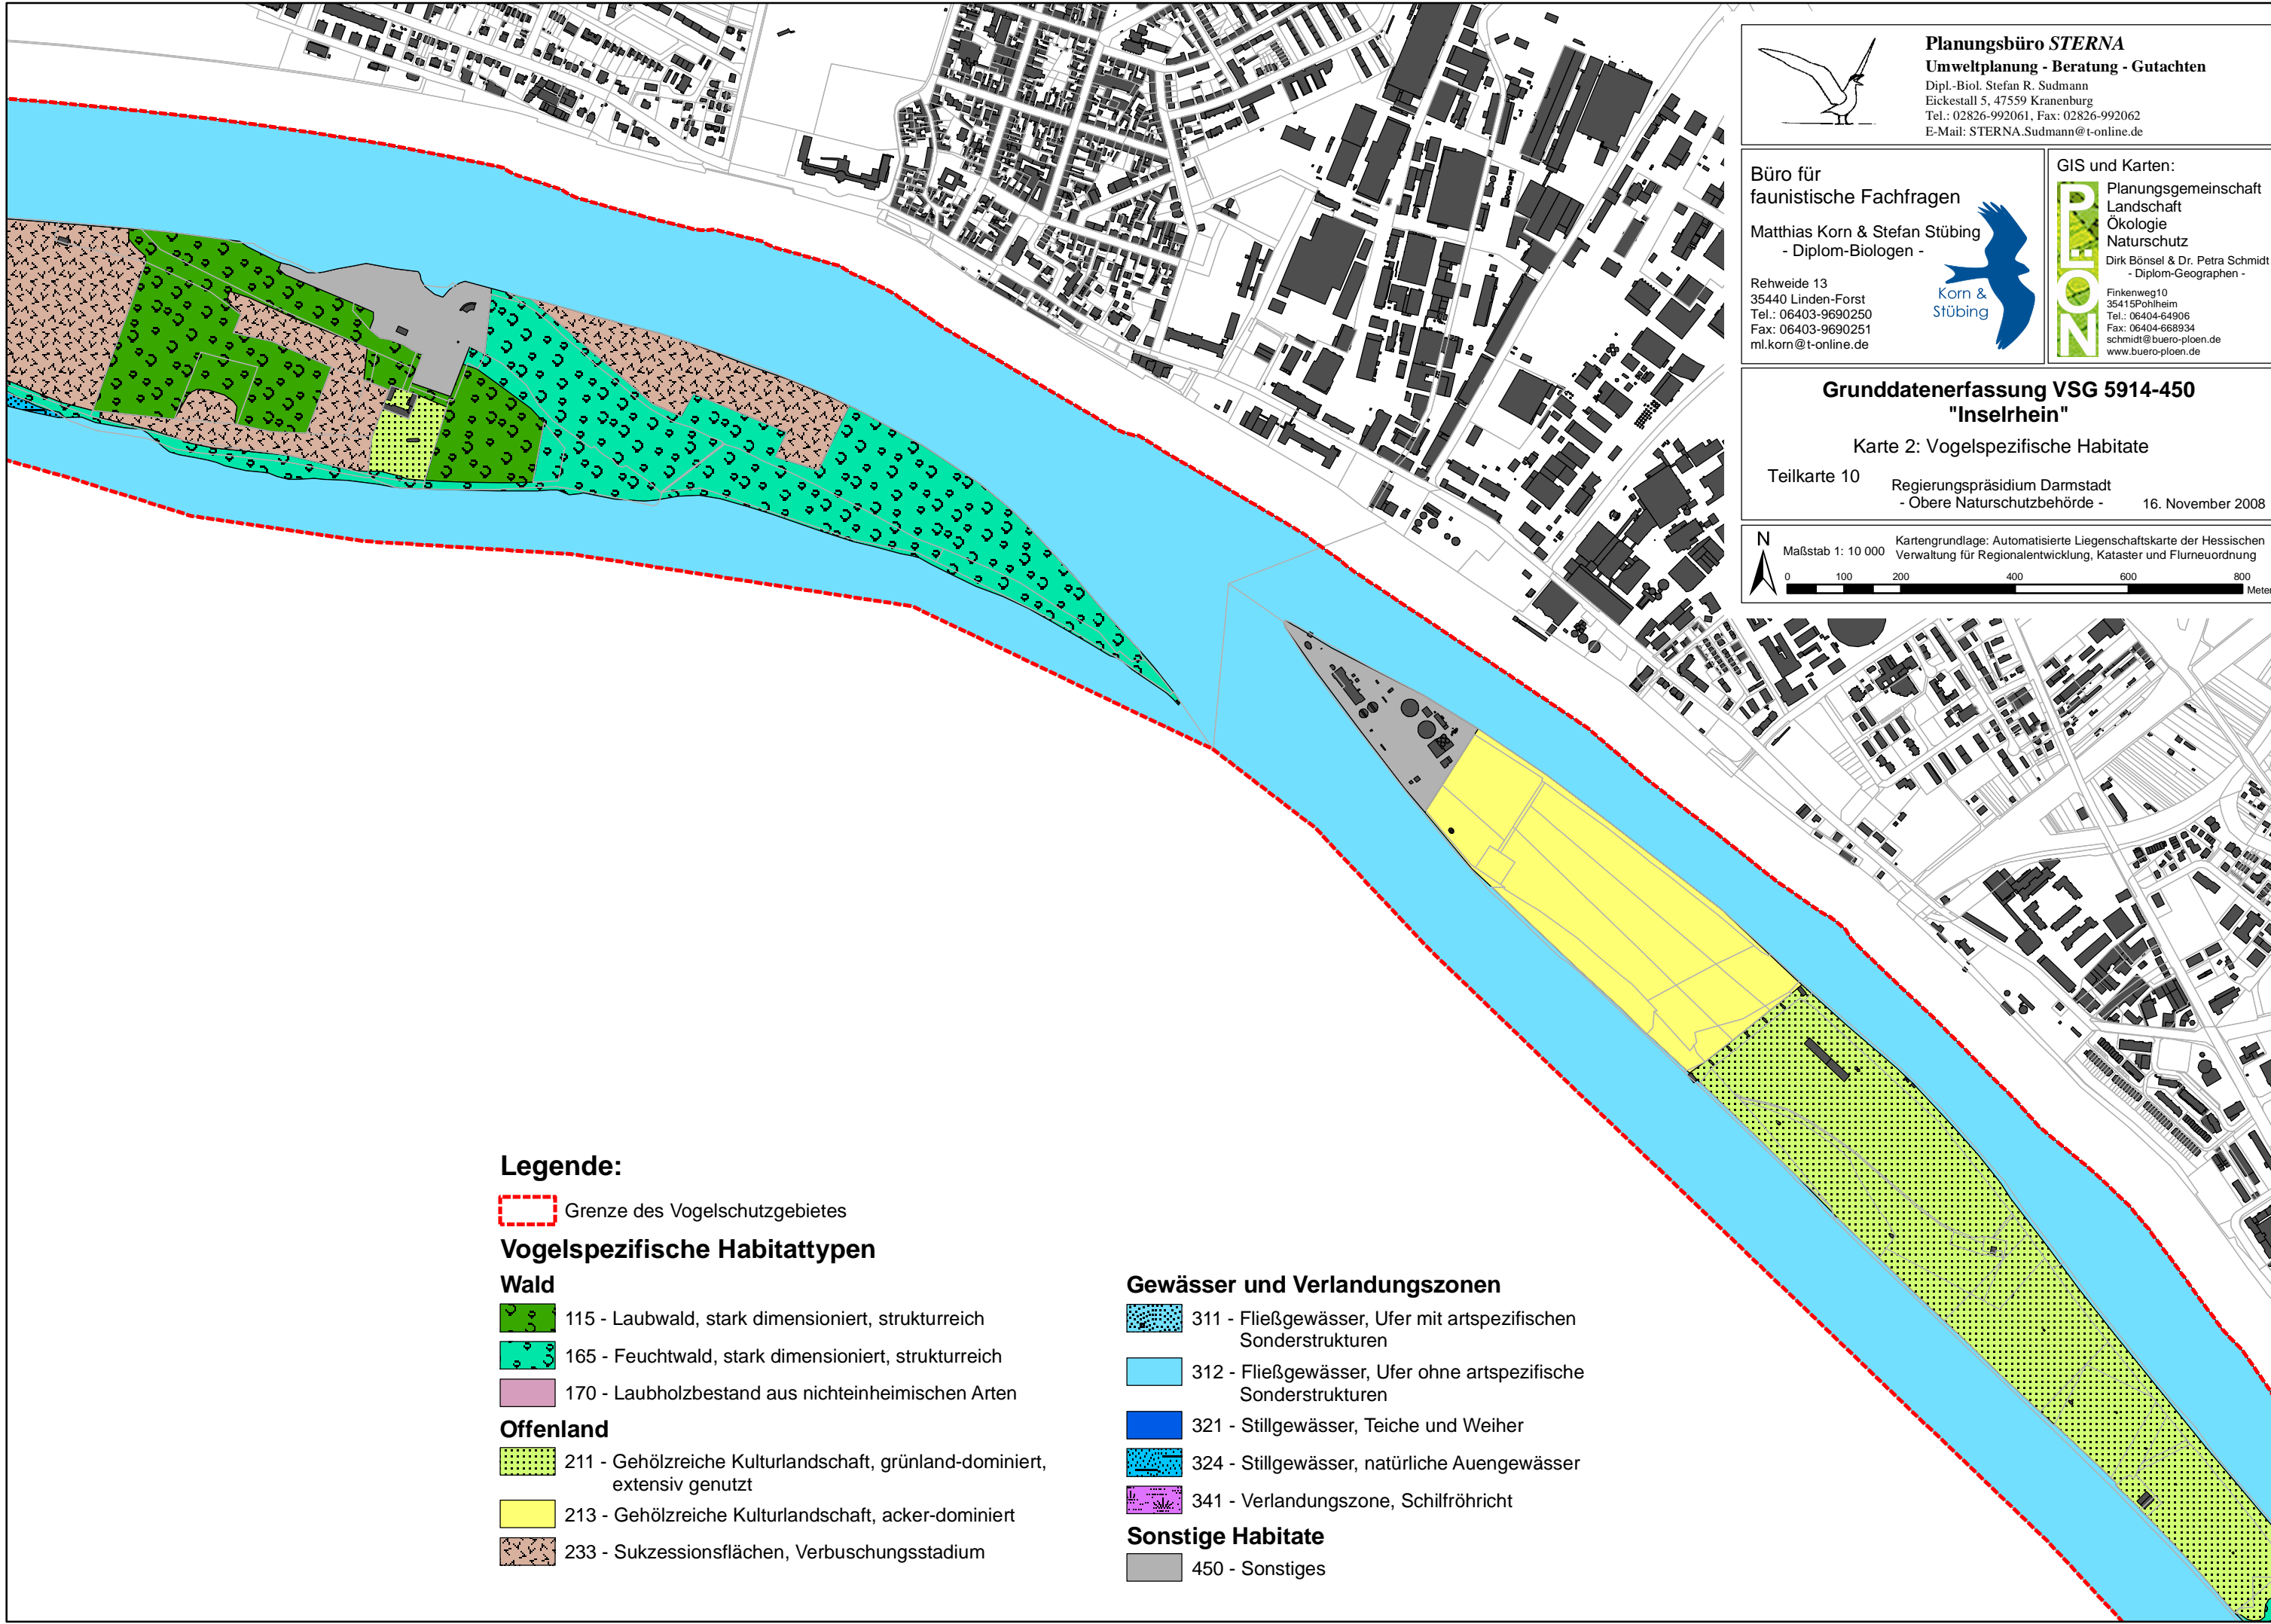 Planungsbüro STERNA
Umweltplanung - Beratung - Gutachten
Dipl.-Biol. Stefan R. Sudmann
Eickestall 5, 47559 Kranenburg
Tel.: 02826-992061, Fax: 02826-992062
E-Mail: STERNA.Sudmann@t-online.de
Büro für
faunistische Fachfragen
Matthias Korn & Stefan Stübing
- Diplom-Biologen -
Rehweide 13
35440 Linden-Forst
Tel.: 06403-9690250
Fax: 06403-9690251
ml.korn@t-online.de
Korn &
Stübing
GIS und Karten:
PLÖN
Planungsgemeinschaft
Landschaft
Ökologie
Naturschutz
Dirk Bönsel & Dr. Petra Schmidt
- Diplom-Geographen -
Finkenweg10
35415Pohlheim
Tel.: 06404-64906
Fax: 06404-668934
schmidt@buero-ploen.de
www.buero-ploen.de
Grunddatenerfassung VSG 5914-450
"Inselrhein"
Karte 2: Vogelspezifische Habitate
Teilkarte 10
Regierungspräsidium Darmstadt
- Obere Naturschutzbehörde -
16. November 2008
N
Maßstab 1: 10 000
Kartengrundlage: Automatisierte Liegenschaftskarte der Hessischen
Verwaltung für Regionalentwicklung, Kataster und Flurneuordnung
0 100 200 400 600 800
Meter
Legende:
Grenze des Vogelschutzgebietes
Vogelspezifische Habitattypen
Wald
115 - Laubwald, stark dimensioniert, strukturreich
165 - Feuchtwald, stark dimensioniert, strukturreich
170 - Laubholzbestand aus nichteinheimischen Arten
Offenland
211 - Gehölzreiche Kulturlandschaft, grünland-dominiert,
extensiv genutzt
213 - Gehölzreiche Kulturlandschaft, acker-dominiert
233 - Sukzessionsflächen, Verbuschungsstadium
Gewässer und Verlandungszonen
311 - Fließgewässer, Ufer mit artspezifischen
Sonderstrukturen
312 - Fließgewässer, Ufer ohne artspezifische
Sonderstrukturen
321 - Stillgewässer, Teiche und Weiher
324 - Stillgewässer, natürliche Auengewässer
341 - Verlandungszone, Schilfröhricht
Sonstige Habitate
450 - Sonstiges